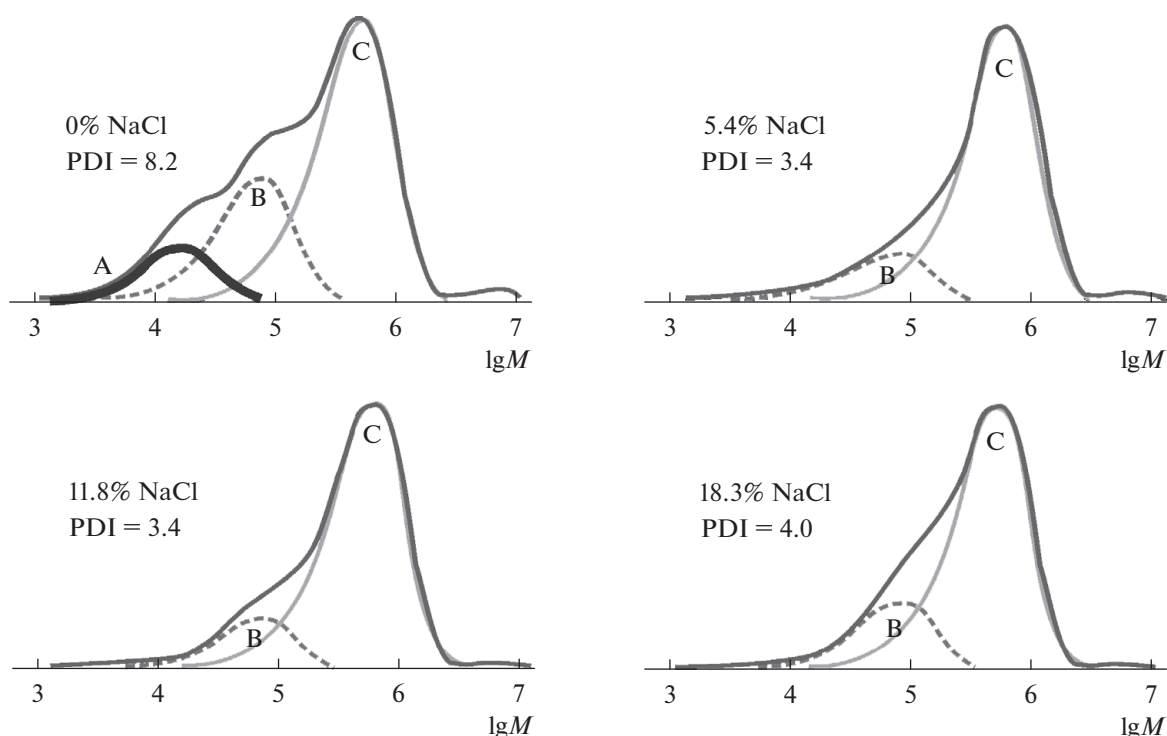 C
0% NaCl
PDI = 8.2
B
A
3 4 5 6 7
lgM
C
5.4% NaCl
PDI = 3.4
B
3 4 5 6 7
lgM
C
11.8% NaCl
PDI = 3.4
B
3 4 5 6 7
lgM
C
18.3% NaCl
PDI = 4.0
B
3 4 5 6 7
lgM